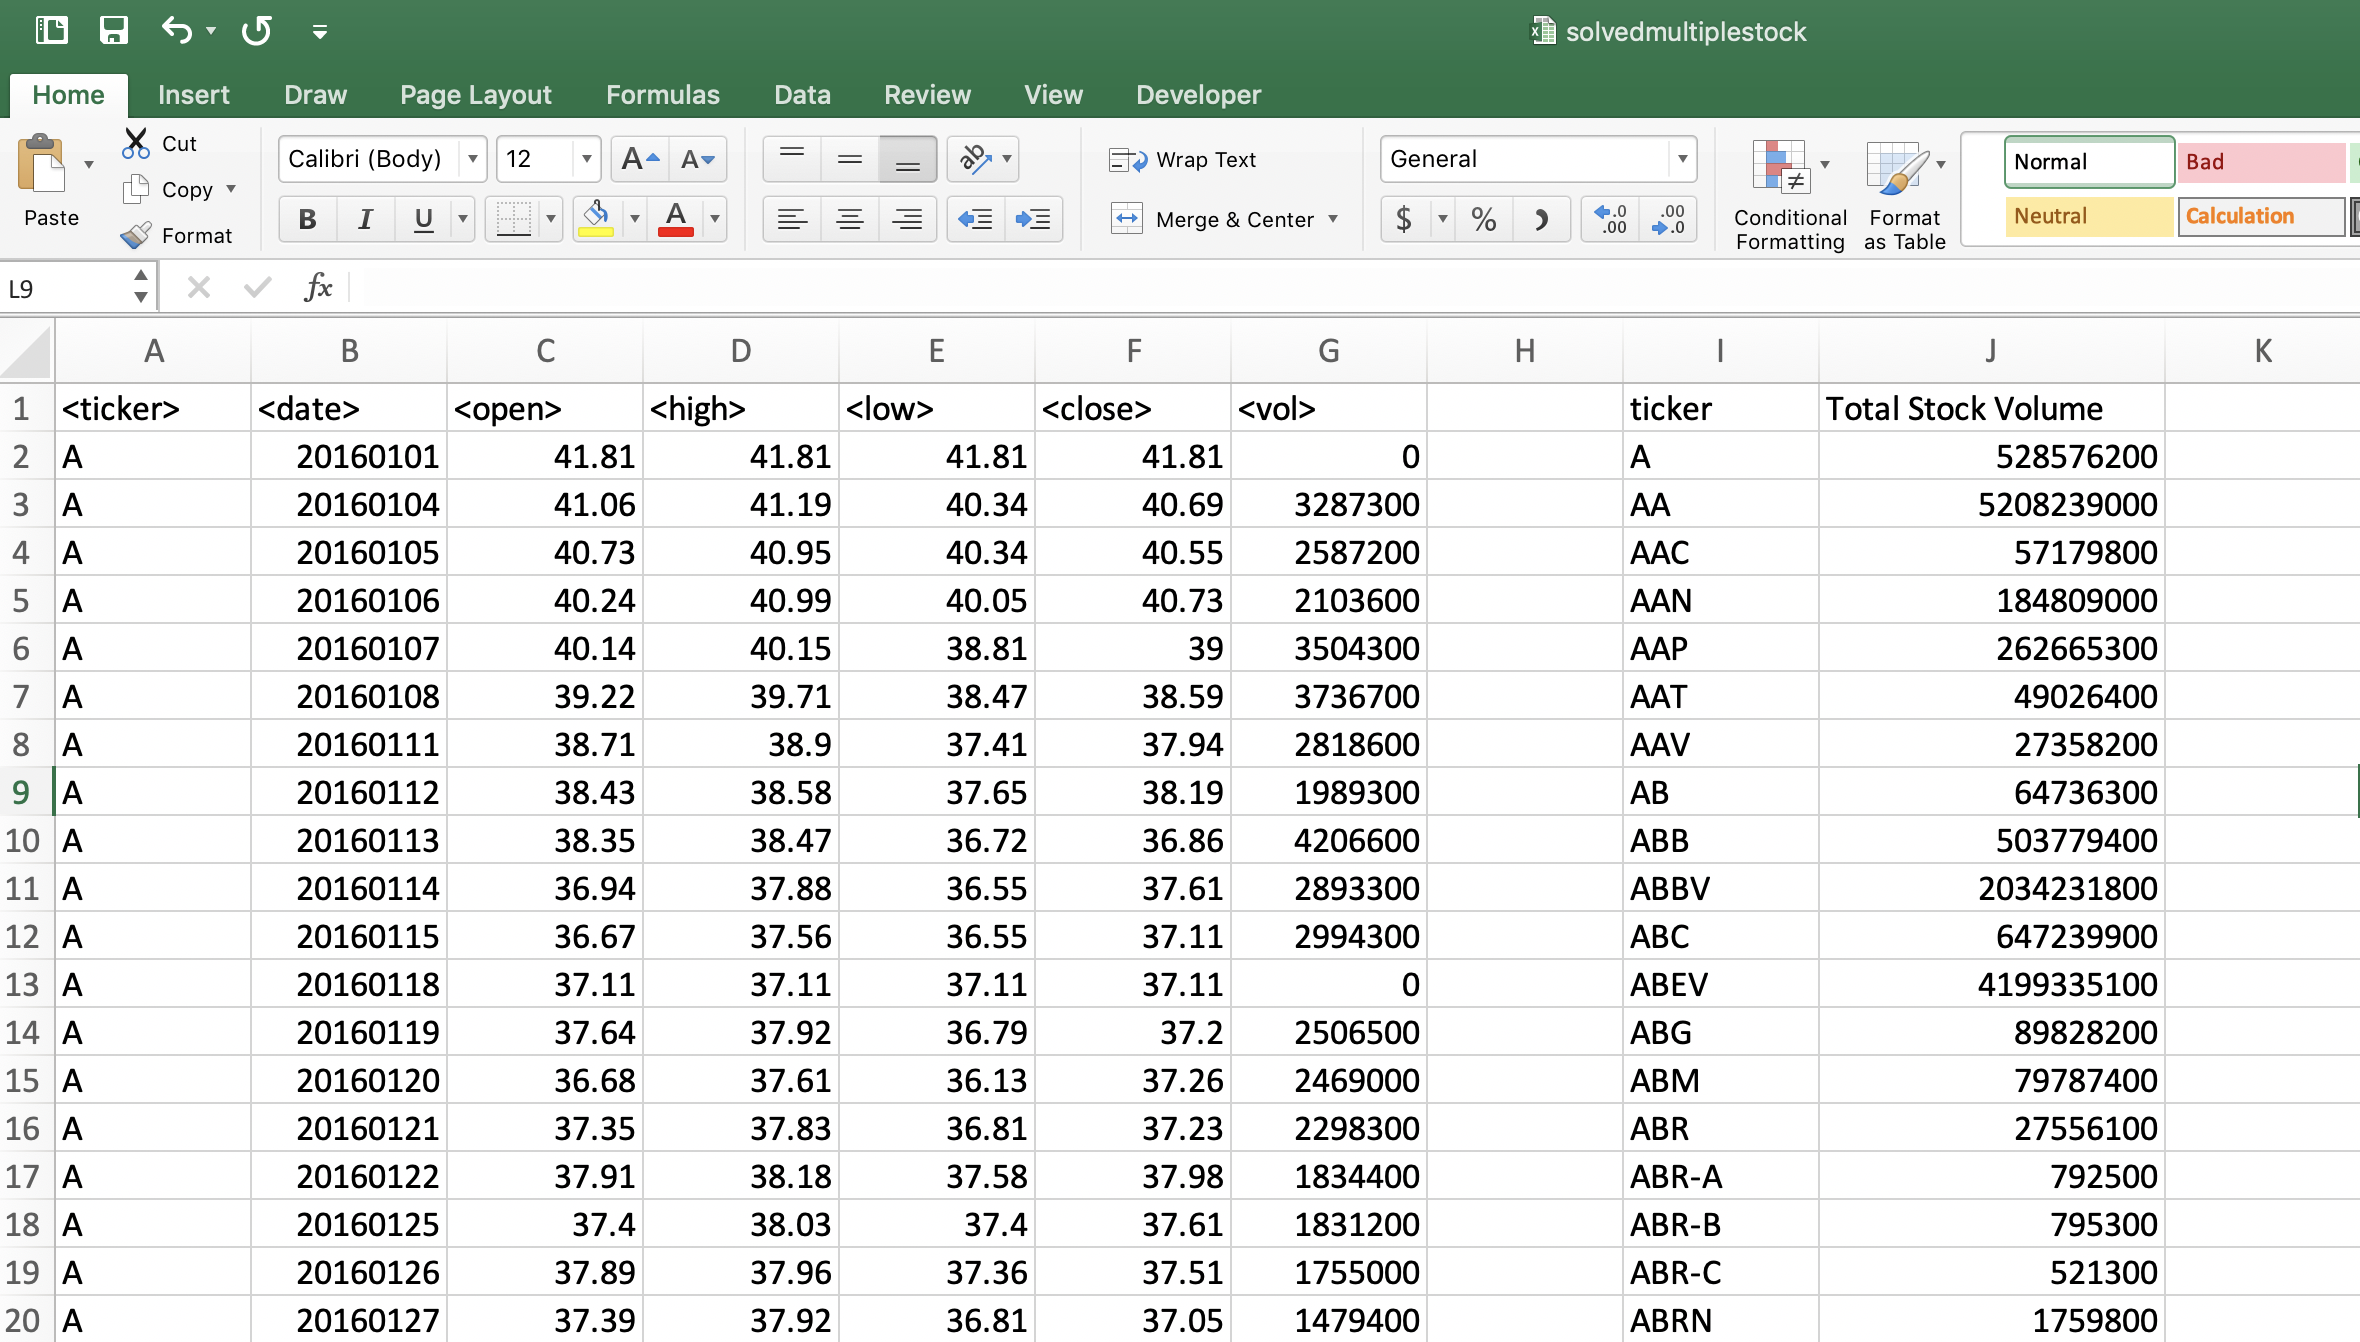 solvedmultiplestock
Home Insert Draw Page Layout Formulas Data Review View Developer
Paste
Cut
Copy
Format
Calibri (Body) 12 A A
B I U A
ab
Wrap Text
Merge & Center
General
$ % .0 .00 .00 .0
Conditional Formatting
Format as Table
Normal Bad
Neutral Calculation
L9 fx
A B C D E F G H I J K
1 <ticker> <date> <open> <high> <low> <close> <vol> ticker Total Stock Volume
2 A 20160101 41.81 41.81 41.81 41.81 0 A 528576200
3 A 20160104 41.06 41.19 40.34 40.69 3287300 AA 5208239000
4 A 20160105 40.73 40.95 40.34 40.55 2587200 AAC 57179800
5 A 20160106 40.24 40.99 40.05 40.73 2103600 AAN 184809000
6 A 20160107 40.14 40.15 38.81 39 3504300 AAP 262665300
7 A 20160108 39.22 39.71 38.47 38.59 3736700 AAT 49026400
8 A 20160111 38.71 38.9 37.41 37.94 2818600 AAV 27358200
9 A 20160112 38.43 38.58 37.65 38.19 1989300 AB 64736300
10 A 20160113 38.35 38.47 36.72 36.86 4206600 ABB 503779400
11 A 20160114 36.94 37.88 36.55 37.61 2893300 ABBV 2034231800
12 A 20160115 36.67 37.56 36.55 37.11 2994300 ABC 647239900
13 A 20160118 37.11 37.11 37.11 37.11 0 ABEV 4199335100
14 A 20160119 37.64 37.92 36.79 37.2 2506500 ABG 89828200
15 A 20160120 36.68 37.61 36.13 37.26 2469000 ABM 79787400
16 A 20160121 37.35 37.83 36.81 37.23 2298300 ABR 27556100
17 A 20160122 37.91 38.18 37.58 37.98 1834400 ABR-A 792500
18 A 20160125 37.4 38.03 37.4 37.61 1831200 ABR-B 795300
19 A 20160126 37.89 37.96 37.36 37.51 1755000 ABR-C 521300
20 A 20160127 37.39 37.92 36.81 37.05 1479400 ABRN 1759800